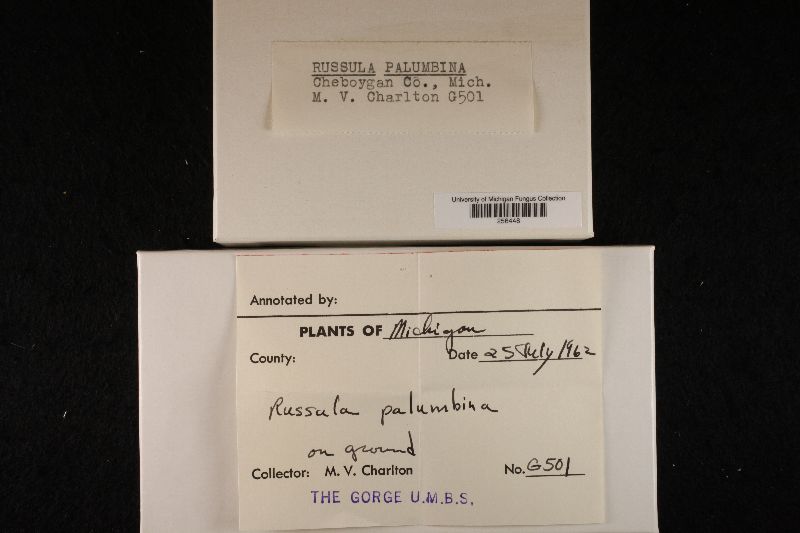 RUSSULA PALUMBINA
Cheboygan Co., Mich.
M. V. Charlton G501
University of Michigan Fungus Collection
256448
Annotated by:
PLANTS OF Michigan
County: Date 25 July 1962
Russula palumbina
on ground
Collector: M. V. Charlton No. G501
THE GORGE U.M.B.S.